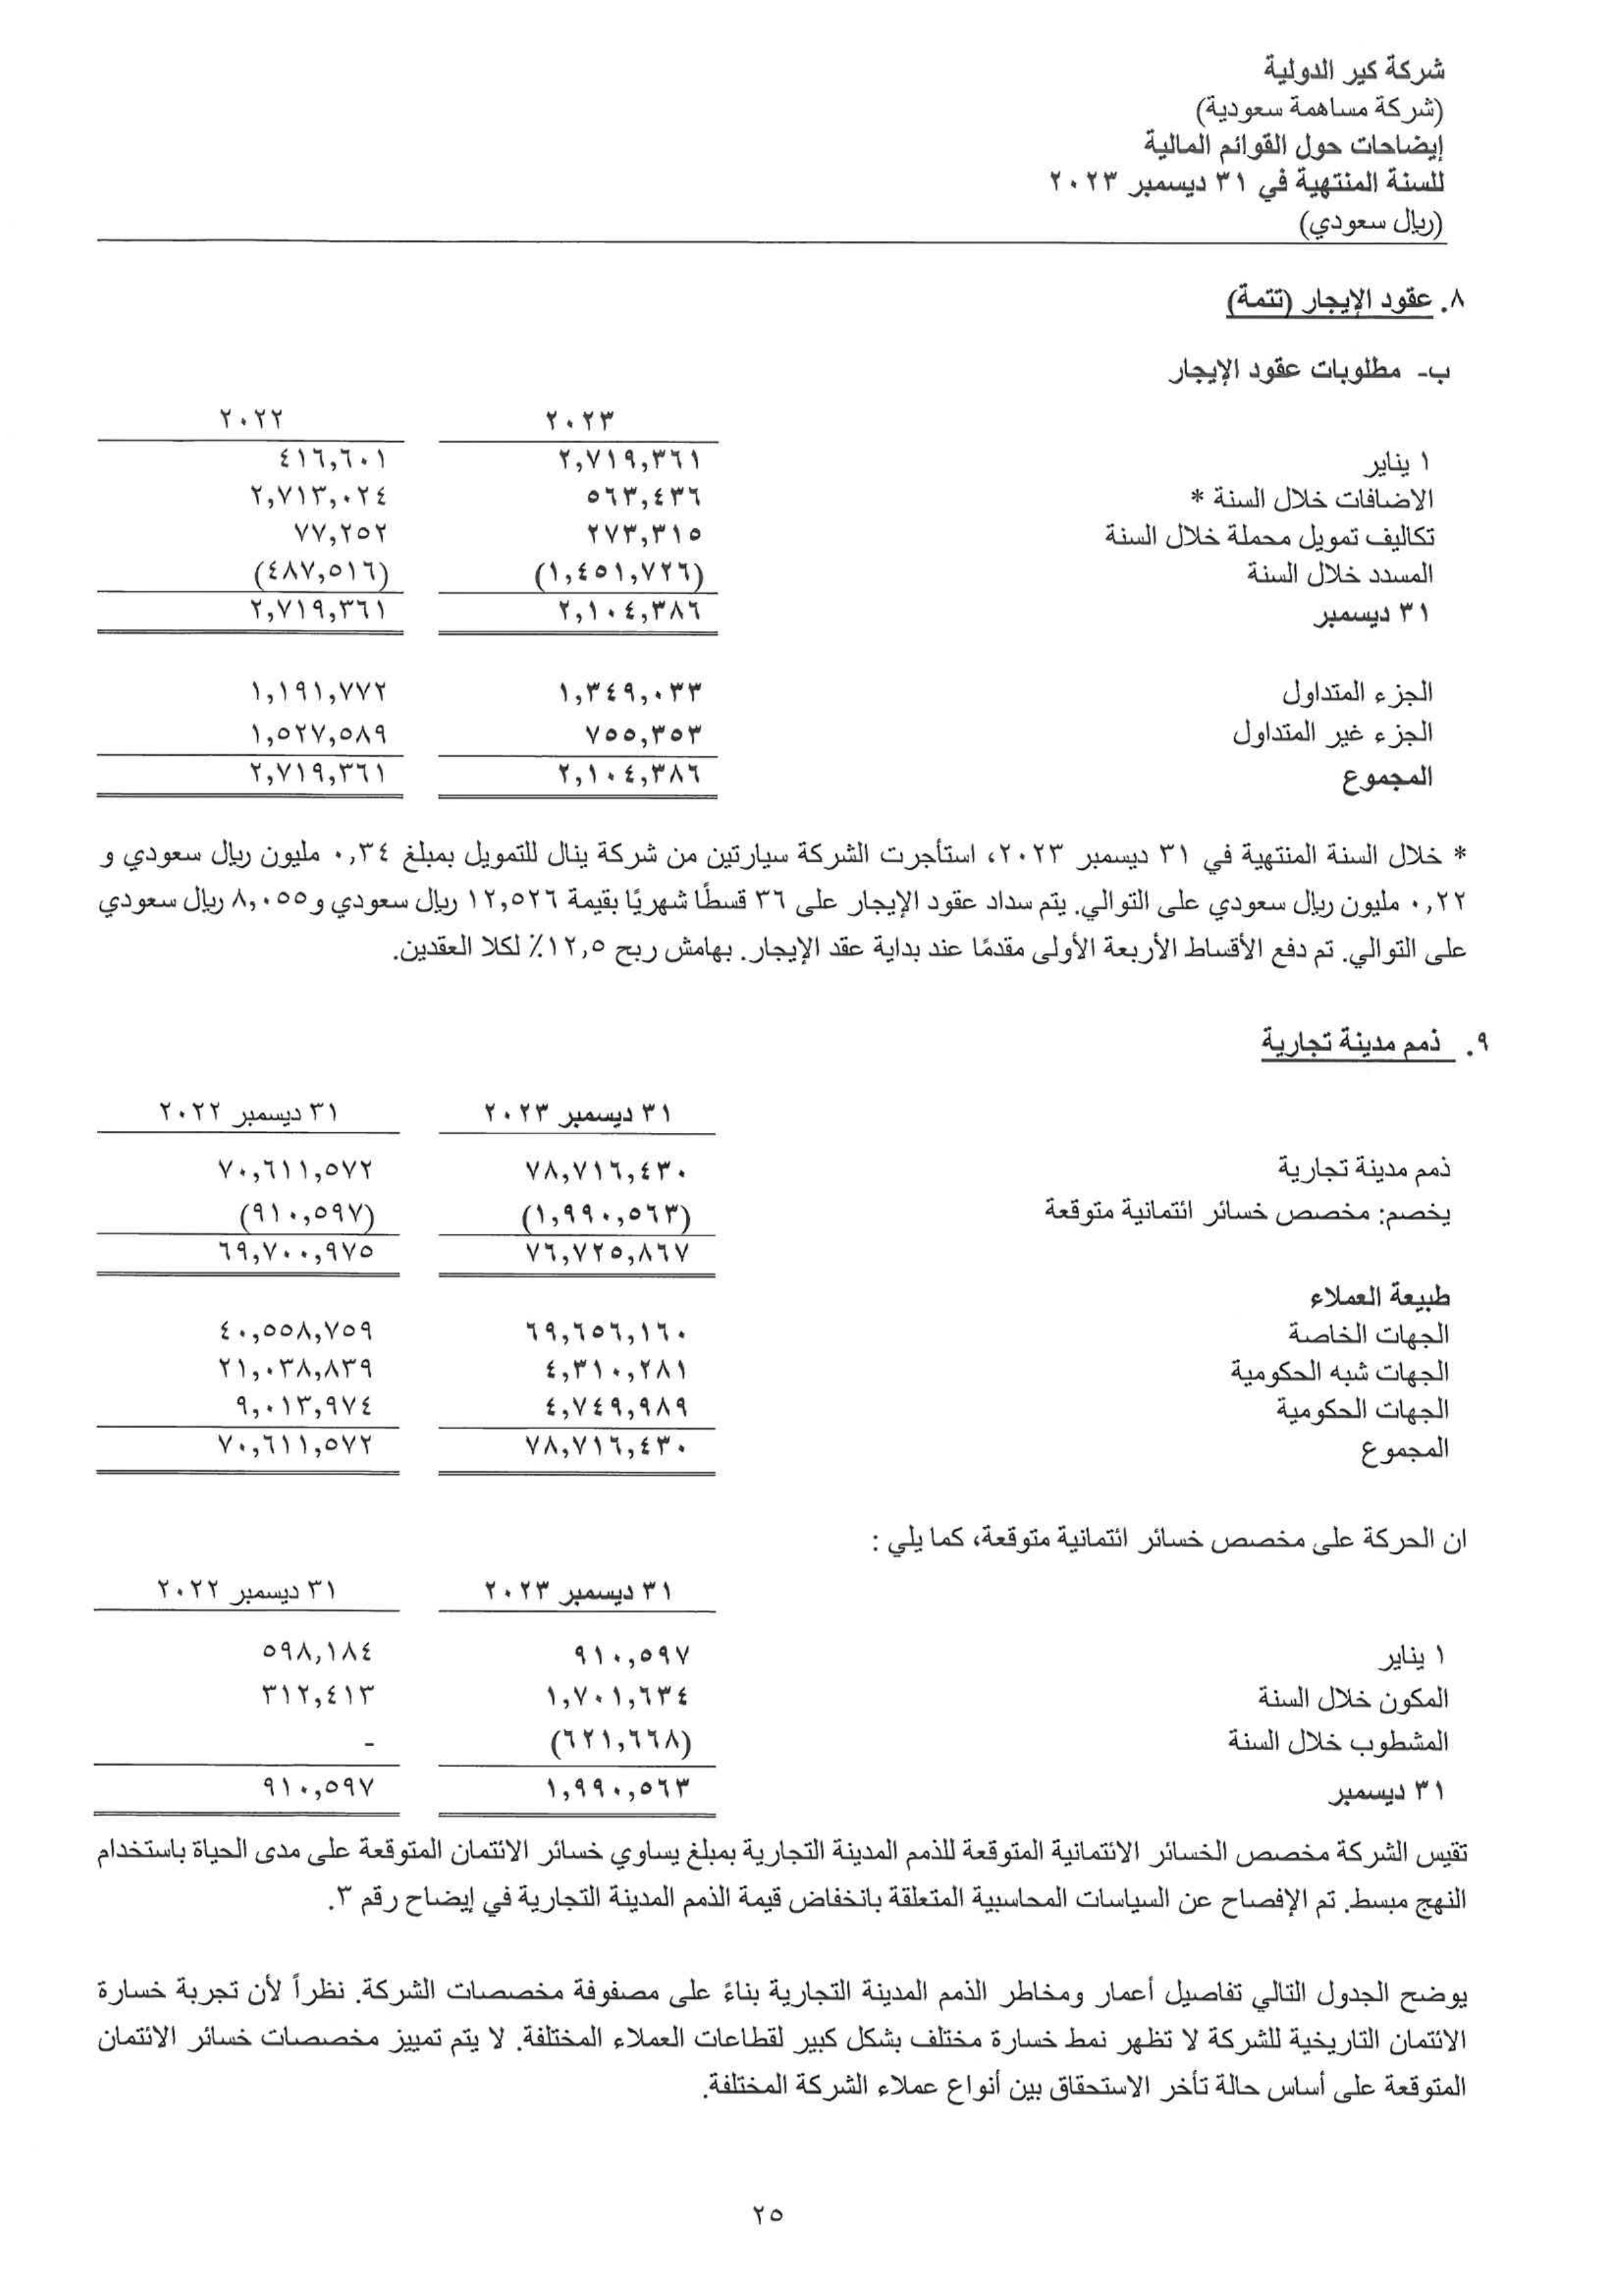 شركة كير الدولية
(شركة مساهمة سعودية)
إيضاحات حول القوائم المالية
للسنة المنتهية في ٣١ ديسمبر ٢٠٢٣
(ريال سعودي)
٨. عقود الإيجار (تتمة)
ب- مطلوبات عقود الإيجار
٢٠٢٣ ٢٠٢٢
١ يناير ٢,٧١٩,٣٦١ ٤١٦,٦٠١
الاضافات خلال السنة * ٥٦٣,٤٣٦ ٢,٧١٣,٠٢٤
تكاليف تمويل محملة خلال السنة ٢٧٣,٣١٥ ٧٧,٢٥٢
المسدد خلال السنة (١,٤٥١,٧٢٦) (٤٨٧,٥١٦)
٣١ ديسمبر ٢,١٠٤,٣٨٦ ٢,٧١٩,٣٦١
الجزء المتداول ١,٣٤٩,٠٣٣ ١,١٩١,٧٧٢
الجزء غير المتداول ٧٥٥,٣٥٣ ١,٥٢٧,٥٨٩
المجموع ٢,١٠٤,٣٨٦ ٢,٧١٩,٣٦١
* خلال السنة المنتهية في ٣١ ديسمبر ٢٠٢٣، استأجرت الشركة سيارتين من شركة ينال للتمويل بمبلغ ٠,٣٤ مليون ريال سعودي و
٠,٢٢ مليون ريال سعودي على التوالي. يتم سداد عقود الإيجار على ٣٦ قسطًا شهريًا بقيمة ١٢,٥٢٦ ريال سعودي و٨,٠٥٥ ريال سعودي
على التوالي. تم دفع الأقساط الأربعة الأولى مقدمًا عند بداية عقد الإيجار. بهامش ربح ١٢,٥٪ لكلا العقدين.
٩. ذمم مدينة تجارية
٣١ ديسمبر ٢٠٢٣ ٣١ ديسمبر ٢٠٢٢
ذمم مدينة تجارية ٧٨,٧١٦,٤٣٠ ٧٠,٦١١,٥٧٢
يخصم: مخصص خسائر ائتمانية متوقعة (١,٩٩٠,٥٦٣) (٩١٠,٥٩٧)
٧٦,٧٢٥,٨٦٧ ٦٩,٧٠٠,٩٧٥
طبيعة العملاء
الجهات الخاصة ٦٩,٦٥٦,١٦٠ ٤٠,٥٥٨,٧٥٩
الجهات شبه الحكومية ٤,٣١٠,٢٨١ ٢١,٠٣٨,٨٣٩
الجهات الحكومية ٤,٧٤٩,٩٨٩ ٩,٠١٣,٩٧٤
المجموع ٧٨,٧١٦,٤٣٠ ٧٠,٦١١,٥٧٢
ان الحركة على مخصص خسائر ائتمانية متوقعة، كما يلي :
٣١ ديسمبر ٢٠٢٣ ٣١ ديسمبر ٢٠٢٢
١ يناير ٩١٠,٥٩٧ ٥٩٨,١٨٤
المكون خلال السنة ١,٧٠١,٦٣٤ ٣١٢,٤١٣
المشطوب خلال السنة (٦٢١,٦٦٨) -
٣١ ديسمبر ١,٩٩٠,٥٦٣ ٩١٠,٥٩٧
تقيس الشركة مخصص الخسائر الائتمانية المتوقعة للذمم المدينة التجارية بمبلغ يساوي خسائر الائتمان المتوقعة على مدى الحياة باستخدام
النهج مبسط. تم الإفصاح عن السياسات المحاسبية المتعلقة بانخفاض قيمة الذمم المدينة التجارية في إيضاح رقم ٣.
يوضح الجدول التالي تفاصيل أعمار ومخاطر الذمم المدينة التجارية بناءً على مصفوفة مخصصات الشركة. نظراً لأن تجربة خسارة
الائتمان التاريخية للشركة لا تظهر نمط خسارة مختلف بشكل كبير لقطاعات العملاء المختلفة. لا يتم تمييز مخصصات خسائر الائتمان
المتوقعة على أساس حالة تأخر الاستحقاق بين أنواع عملاء الشركة المختلفة.
٢٥